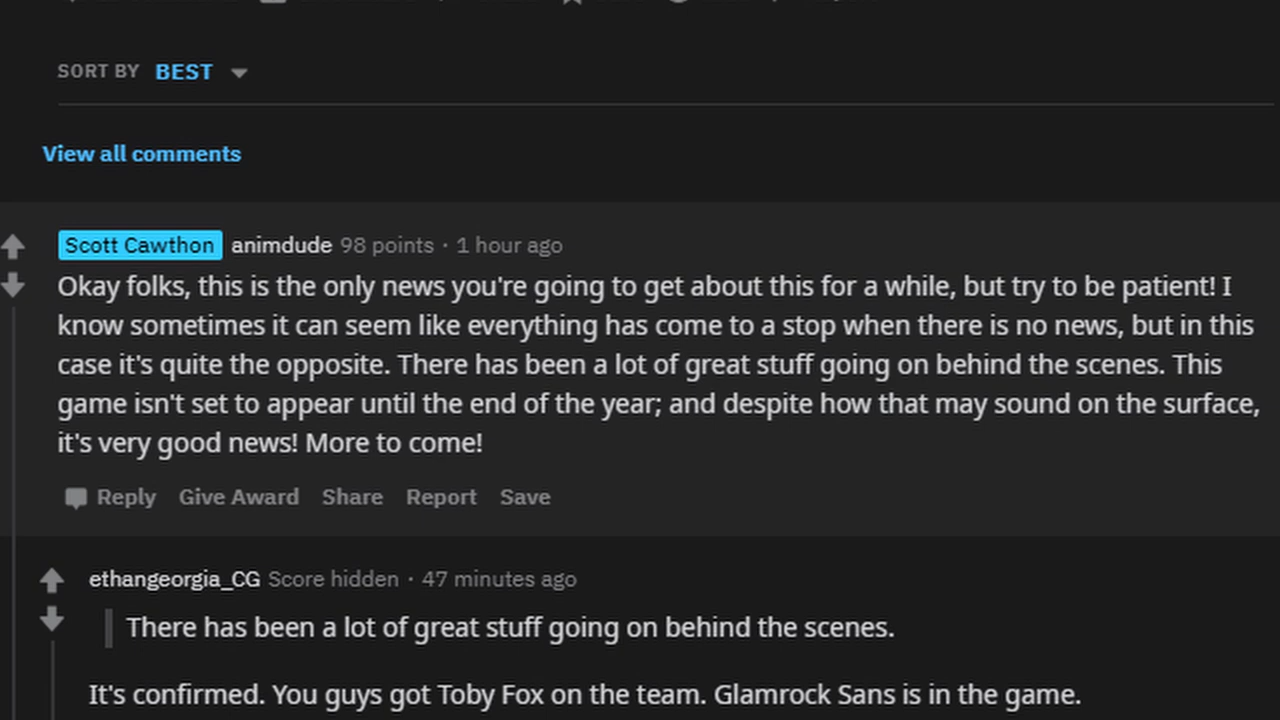 SORT BY BEST
View all comments
Scott Cawthon animdude 98 points · 1 hour ago
Okay folks, this is the only news you're going to get about this for a while, but try to be patient! I
know sometimes it can seem like everything has come to a stop when there is no news, but in this
case it's quite the opposite. There has been a lot of great stuff going on behind the scenes. This
game isn't set to appear until the end of the year; and despite how that may sound on the surface,
it's very good news! More to come!
Reply Give Award Share Report Save
ethangeorgia_CG Score hidden · 47 minutes ago
There has been a lot of great stuff going on behind the scenes.
It's confirmed. You guys got Toby Fox on the team. Glamrock Sans is in the game.